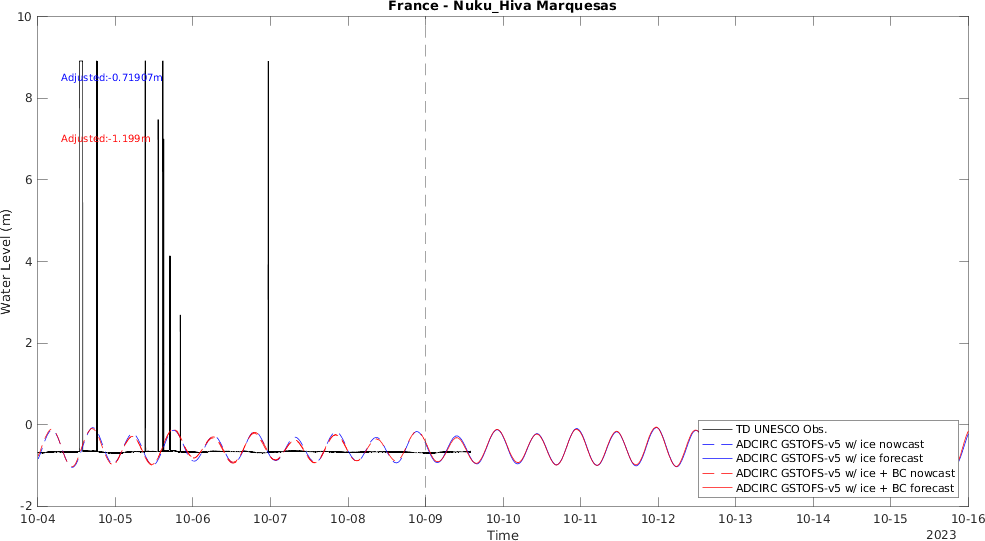 France - Nuku_Hiva Marquesas
10
8
6
4
2
0
-2
Water Level (m)
Adjusted:-0.71907m
Adjusted:-1.199m
TD UNESCO Obs.
ADCIRC GSTOFS-v5 w/ ice nowcast
ADCIRC GSTOFS-v5 w/ ice forecast
ADCIRC GSTOFS-v5 w/ ice + BC nowcast
ADCIRC GSTOFS-v5 w/ ice + BC forecast
10-04 10-05 10-06 10-07 10-08 10-09 10-10 10-11 10-12 10-13 10-14 10-15 10-16
Time
2023